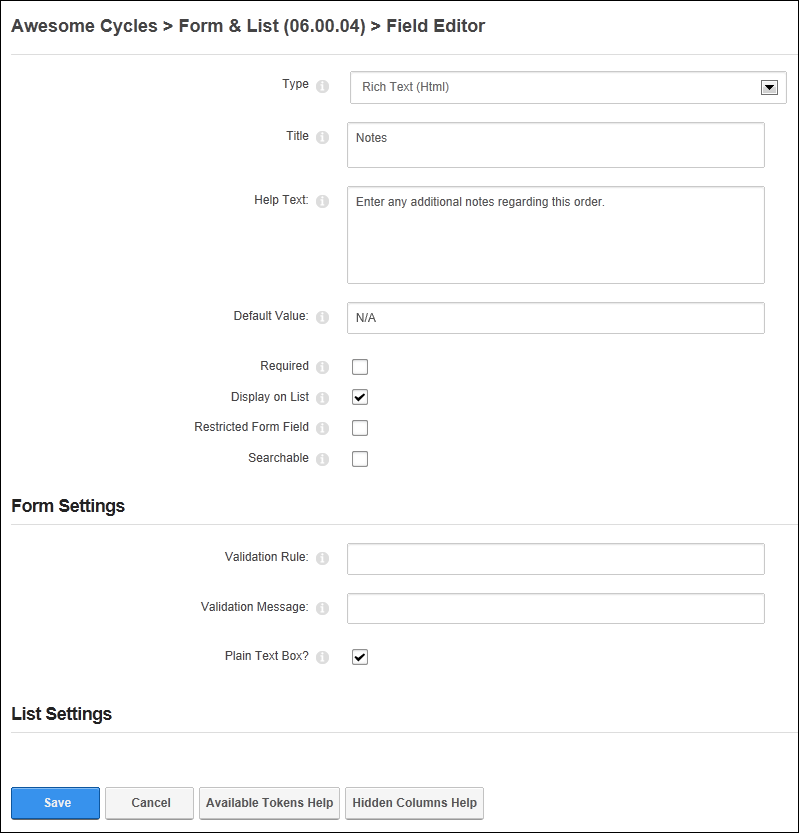 Awesome Cycles > Form & List (06.00.04) > Field Editor
Type
Rich Text (Html)
Title
Notes
Help Text:
Enter any additional notes regarding this order.
Default Value:
N/A
Required
Display on List
Restricted Form Field
Searchable
Form Settings
Validation Rule:
Validation Message:
Plain Text Box?
List Settings
Save Cancel Available Tokens Help Hidden Columns Help